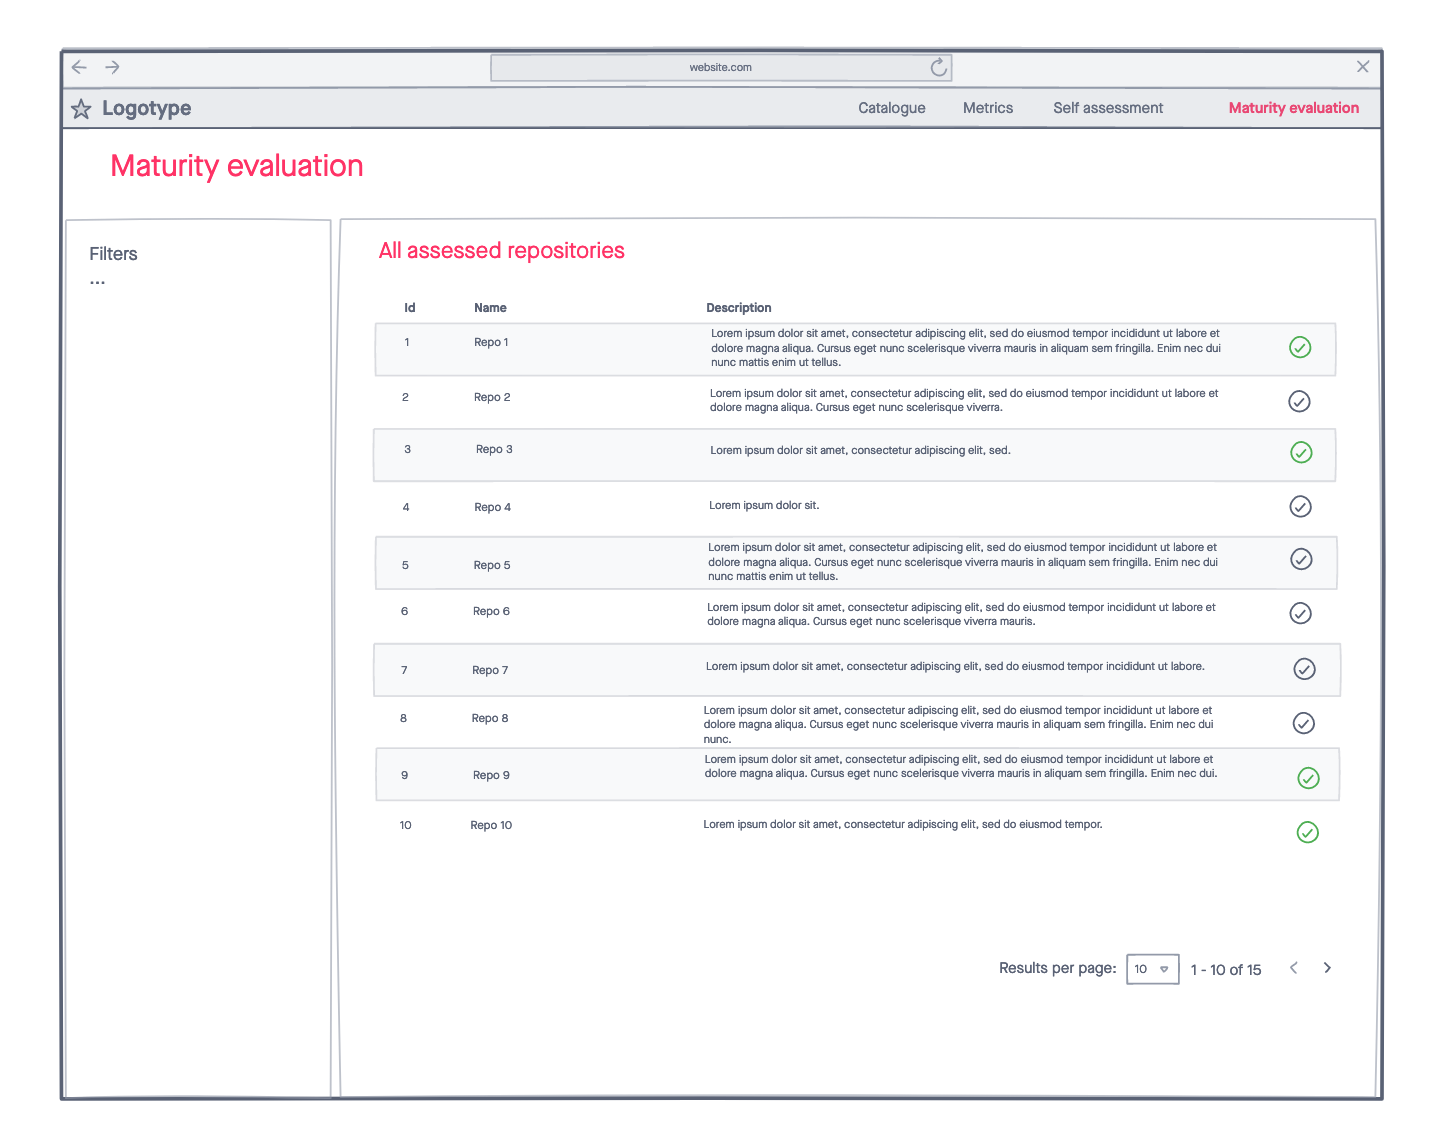 website.com
Logotype
Catalogue
Metrics
Self assessment
Maturity evaluation
Maturity evaluation
Filters
...
All assessed repositories
Id Name Description
1 Repo 1 Lorem ipsum dolor sit amet, consectetur adipiscing elit, sed do eiusmod tempor incididunt ut labore et
dolore magna aliqua. Cursus eget nunc scelerisque viverra mauris in aliquam sem fringilla. Enim nec dui
nunc mattis enim ut tellus.
2 Repo 2 Lorem ipsum dolor sit amet, consectetur adipiscing elit, sed do eiusmod tempor incididunt ut labore et
dolore magna aliqua. Cursus eget nunc scelerisque viverra.
3 Repo 3 Lorem ipsum dolor sit amet, consectetur adipiscing elit, sed.
4 Repo 4 Lorem ipsum dolor sit.
5 Repo 5 Lorem ipsum dolor sit amet, consectetur adipiscing elit, sed do eiusmod tempor incididunt ut labore et
dolore magna aliqua. Cursus eget nunc scelerisque viverra mauris in aliquam sem fringilla. Enim nec dui
nunc mattis enim ut tellus.
6 Repo 6 Lorem ipsum dolor sit amet, consectetur adipiscing elit, sed do eiusmod tempor incididunt ut labore et
dolore magna aliqua. Cursus eget nunc scelerisque viverra mauris.
7 Repo 7 Lorem ipsum dolor sit amet, consectetur adipiscing elit, sed do eiusmod tempor incididunt ut labore.
8 Repo 8 Lorem ipsum dolor sit amet, consectetur adipiscing elit, sed do eiusmod tempor incididunt ut labore et
dolore magna aliqua. Cursus eget nunc scelerisque viverra mauris in aliquam sem fringilla. Enim nec dui
nunc.
9 Repo 9 Lorem ipsum dolor sit amet, consectetur adipiscing elit, sed do eiusmod tempor incididunt ut labore et
dolore magna aliqua. Cursus eget nunc scelerisque viverra mauris in aliquam sem fringilla. Enim nec dui.
10 Repo 10 Lorem ipsum dolor sit amet, consectetur adipiscing elit, sed do eiusmod tempor.
Results per page: 10 1 - 10 of 15